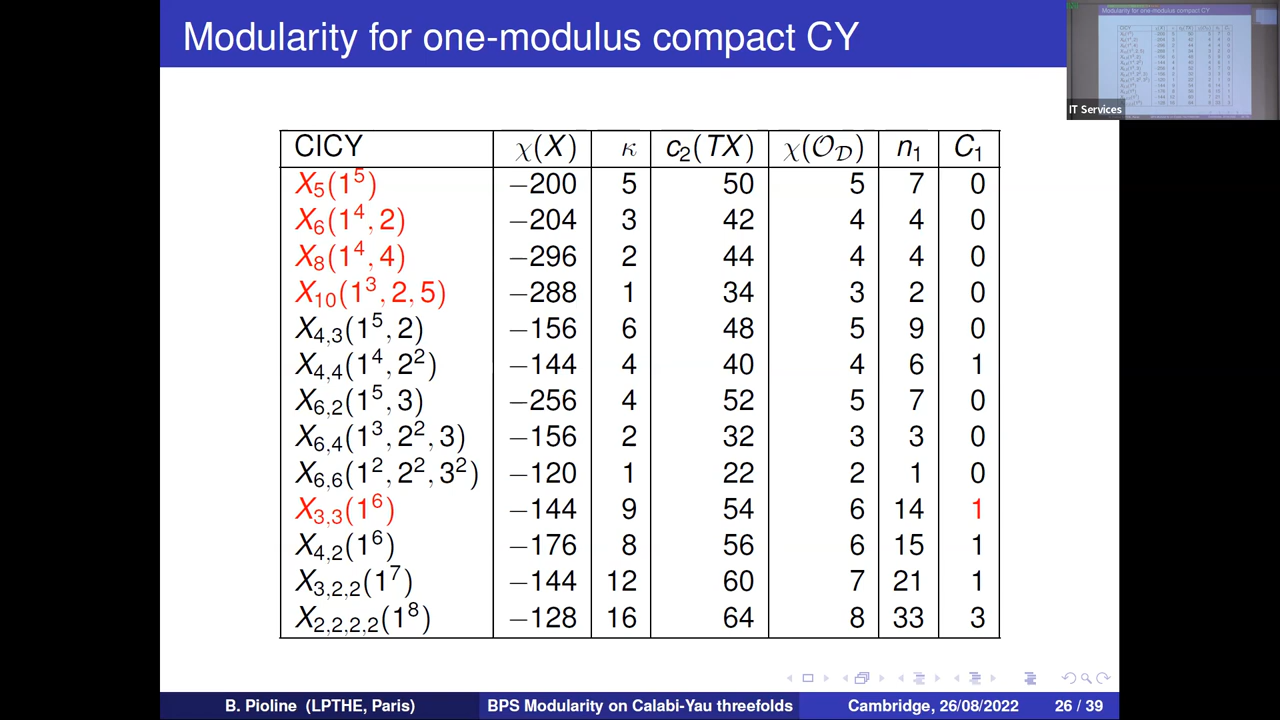 Modularity for one-modulus compact CY
IT Services
CICY χ(X) κ c₂(TX) χ(𝒪_𝒟) n₁ C₁
X₅(1⁵) −200 5 50 5 7 0
X₆(1⁴, 2) −204 3 42 4 4 0
X₈(1⁴, 4) −296 2 44 4 4 0
X₁₀(1³, 2, 5) −288 1 34 3 2 0
X₄,₃(1⁵, 2) −156 6 48 5 9 0
X₄,₄(1⁴, 2²) −144 4 40 4 6 1
X₆,₂(1⁵, 3) −256 4 52 5 7 0
X₆,₄(1³, 2², 3) −156 2 32 3 3 0
X₆,₆(1², 2², 3²) −120 1 22 2 1 0
X₃,₃(1⁶) −144 9 54 6 14 1
X₄,₂(1⁶) −176 8 56 6 15 1
X₃,₂,₂(1⁷) −144 12 60 7 21 1
X₂,₂,₂,₂(1⁸) −128 16 64 8 33 3
B. Pioline (LPTHE, Paris) BPS Modularity on Calabi-Yau threefolds Cambridge, 26/08/2022 26 / 39